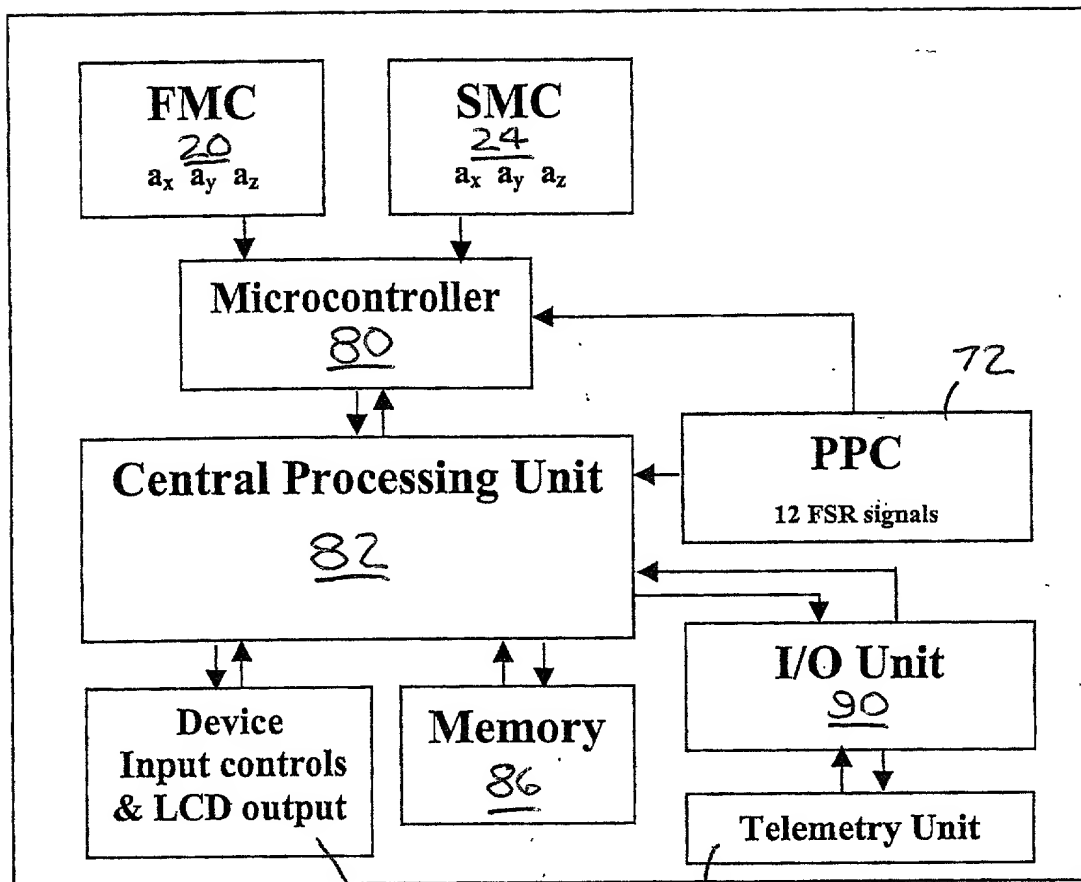 FMC
20
ax ay az
SMC
24
ax ay az
Microcontroller
80
72
PPC
12 FSR signals
Central Processing Unit
82
I/O Unit
90
Device
Input controls
& LCD output
Memory
86
Telemetry Unit